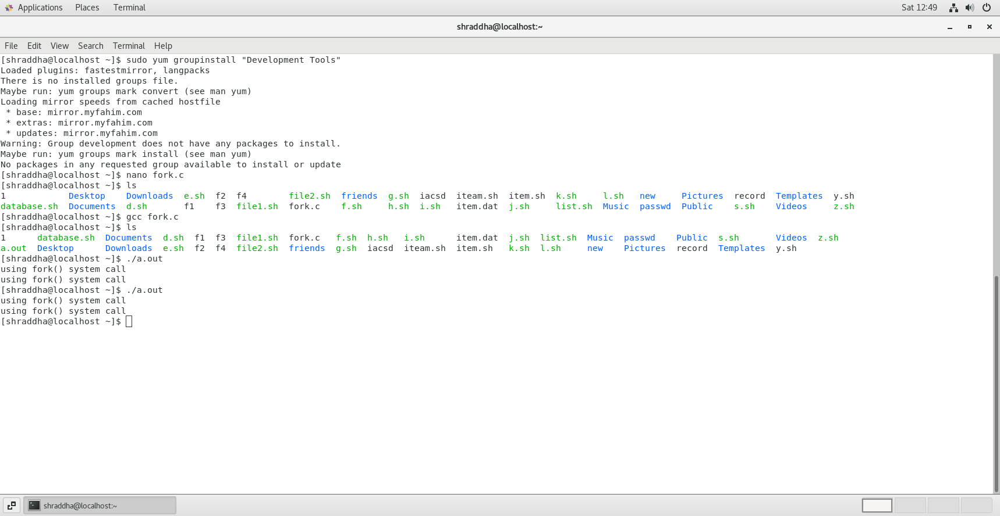 Applications Places Terminal Sat 12:49
shraddha@localhost:~
File Edit View Search Terminal Help
[shraddha@localhost ~]$ sudo yum groupinstall "Development Tools"
Loaded plugins: fastestmirror, langpacks
There is no installed groups file.
Maybe run: yum groups mark convert (see man yum)
Loading mirror speeds from cached hostfile
 * base: mirror.myfahim.com
 * extras: mirror.myfahim.com
 * updates: mirror.myfahim.com
Warning: Group development does not have any packages to install.
Maybe run: yum groups mark install (see man yum)
No packages in any requested group available to install or update
[shraddha@localhost ~]$ nano fork.c
[shraddha@localhost ~]$ ls
1            Desktop    Downloads  e.sh  f2  f4        file2.sh  friends  g.sh  iacsd  iteam.sh  item.sh  k.sh     l.sh   new     Pictures  record  Templates  y.sh
database.sh  Documents  d.sh       f1    f3  file1.sh  fork.c    f.sh     h.sh  i.sh   item.dat  j.sh     list.sh  Music  passwd  Public    s.sh    Videos     z.sh
[shraddha@localhost ~]$ gcc fork.c
[shraddha@localhost ~]$ ls
1      database.sh  Documents  d.sh  f1  f3  file1.sh  fork.c   f.sh  h.sh   i.sh      item.dat  j.sh  list.sh  Music  passwd    Public  s.sh       Videos  z.sh
a.out  Desktop      Downloads  e.sh  f2  f4  file2.sh  friends  g.sh  iacsd  iteam.sh  item.sh   k.sh  l.sh     new    Pictures  record  Templates  y.sh
[shraddha@localhost ~]$ ./a.out
using fork() system call
using fork() system call
[shraddha@localhost ~]$ ./a.out
using fork() system call
using fork() system call
[shraddha@localhost ~]$
shraddha@localhost:~